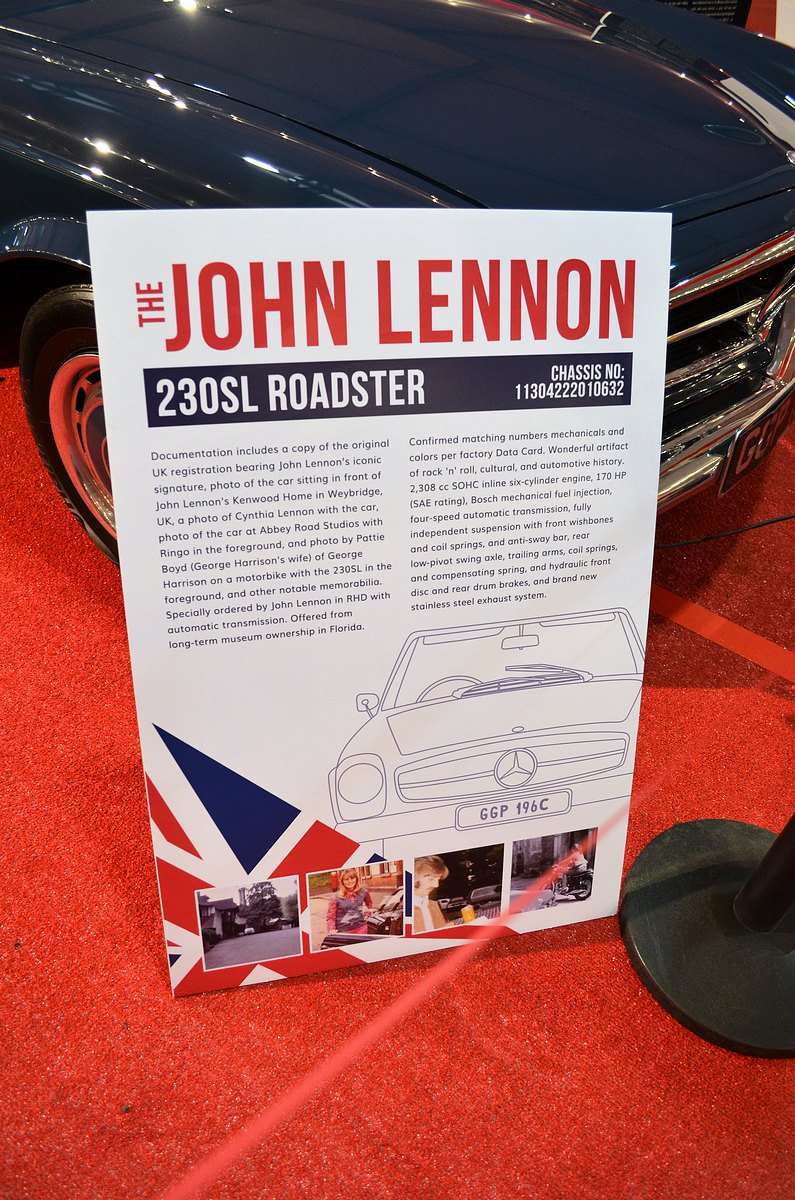 THE
JOHN LENNON
230SL ROADSTER
CHASSIS NO:
11304222010632
Documentation includes a copy of the original
UK registration bearing John Lennon's iconic
signature, photo of the car sitting in front of
John Lennon's Kenwood Home in Weybridge,
UK, a photo of Cynthia Lennon with the car,
photo of the car at Abbey Road Studios with
Ringo in the foreground, and photo by Pattie
Boyd (George Harrison's wife) of George
Harrison on a motorbike with the 230SL in the
foreground, and other notable memorabilia.
Specially ordered by John Lennon in RHD with
automatic transmission. Offered from
long-term museum ownership in Florida.
Confirmed matching numbers mechanicals and
colors per factory Data Card. Wonderful artifact
of rock 'n' roll, cultural, and automotive history.
2,308 cc SOHC inline six-cylinder engine, 170 HP
(SAE rating), Bosch mechanical fuel injection,
four-speed automatic transmission, fully
independent suspension with front wishbones
and coil springs, and anti-sway bar, rear
low-pivot swing axle, trailing arms, coil springs,
and compensating spring, and hydraulic front
disc and rear drum brakes, and brand new
stainless steel exhaust system.
GGP 196C